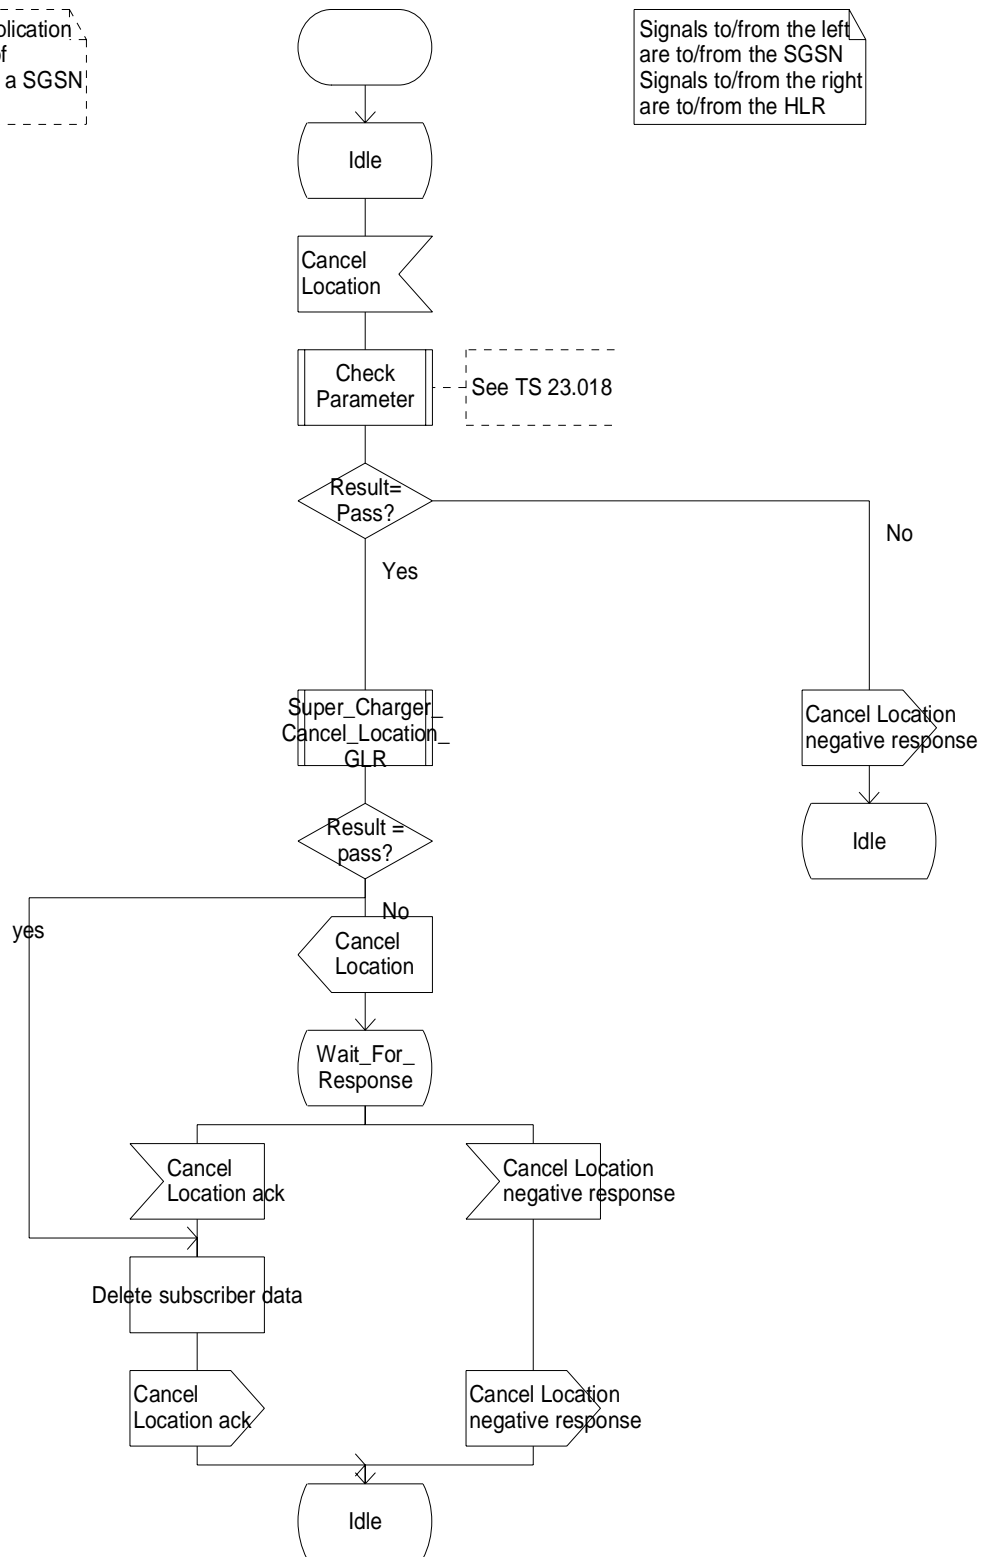 a SGSN
Signals to/from the left
are to/from the SGSN
Signals to/from the right
are to/from the HLR
Idle
Cancel
Location
Check
Parameter
See TS 23.018
Result=
Pass?
No
Yes
Super_Charger_
Cancel_Location_
GLR
Cancel Location
negative response
Result =
pass?
Idle
No
yes
Cancel
Location
Wait_For_
Response
Cancel
Location ack
Cancel Location
negative response
Delete subscriber data
Cancel
Location ack
Cancel Location
negative response
Idle